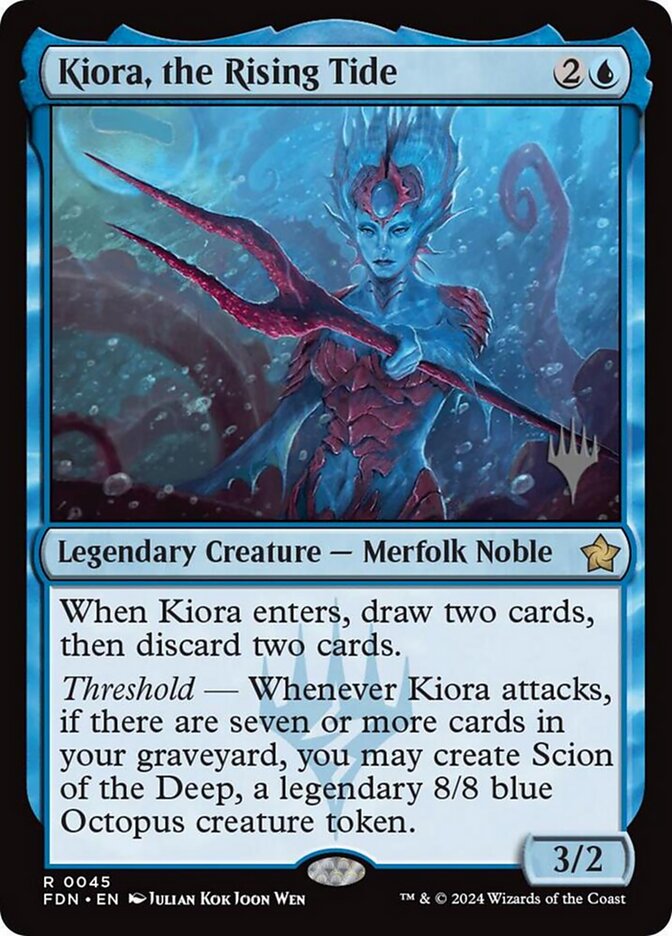 Kiora, the Rising Tide 2
Legendary Creature — Merfolk Noble
When Kiora enters, draw two cards,
then discard two cards.
Threshold — Whenever Kiora attacks,
if there are seven or more cards in
your graveyard, you may create Scion
of the Deep, a legendary 8/8 blue
Octopus creature token.
3/2
R 0045
FDN • EN Julian Kok Joon Wen
™ & © 2024 Wizards of the Coast